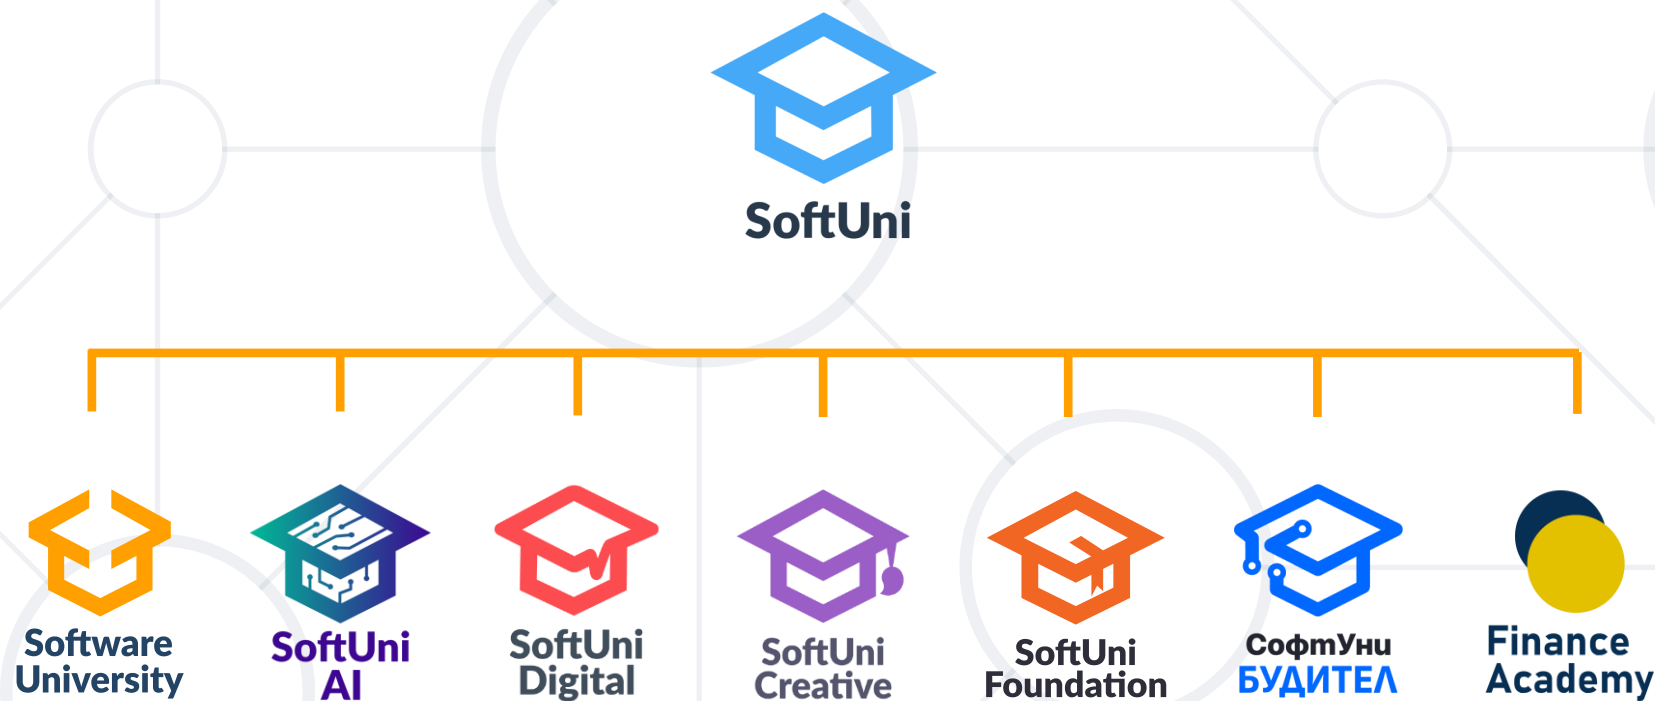 SoftUni
Software
University
SoftUni
AI
SoftUni
Digital
SoftUni
Creative
SoftUni
Foundation
СофтУни
БУДИТЕЛ
Finance
Academy